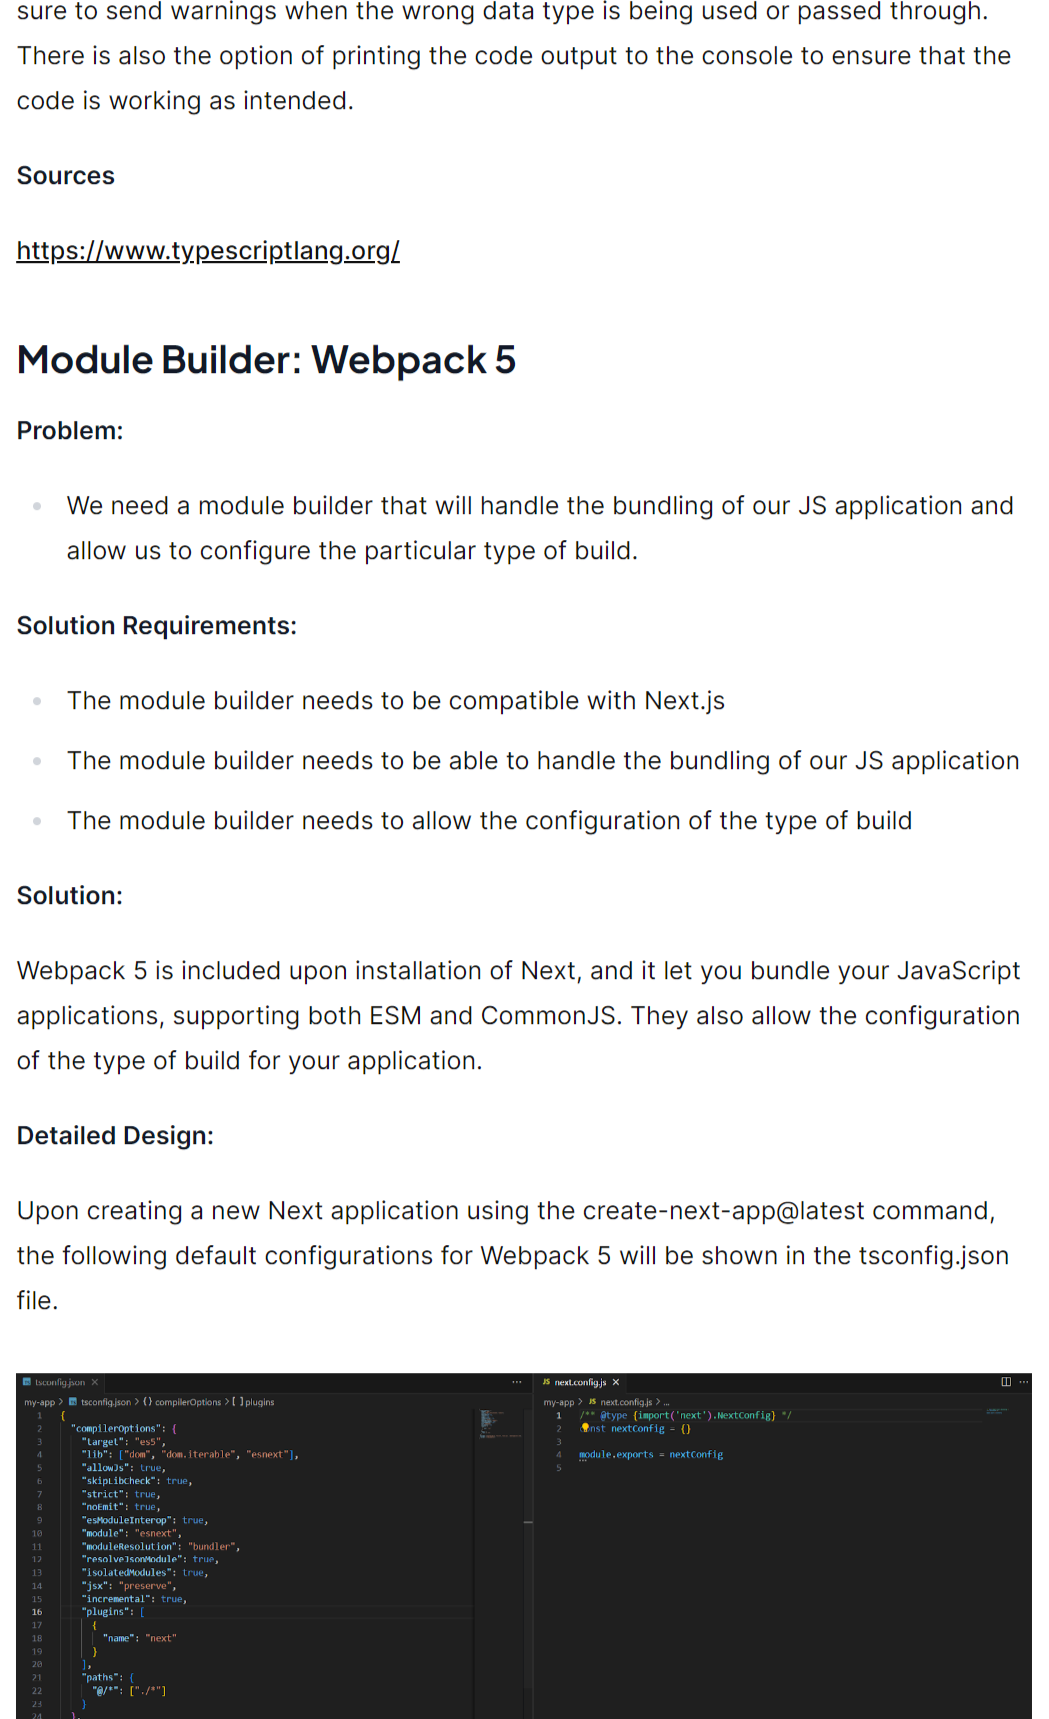 sure to send warnings when the wrong data type is being used or passed through.
There is also the option of printing the code output to the console to ensure that the
code is working as intended.
Sources
https://www.typescriptlang.org/
Module Builder: Webpack 5
Problem:
We need a module builder that will handle the bundling of our JS application and
allow us to configure the particular type of build.
Solution Requirements:
The module builder needs to be compatible with Next.js
The module builder needs to be able to handle the bundling of our JS application
The module builder needs to allow the configuration of the type of build
Solution:
Webpack 5 is included upon installation of Next, and it let you bundle your JavaScript
applications, supporting both ESM and CommonJS. They also allow the configuration
of the type of build for your application.
Detailed Design:
Upon creating a new Next application using the create-next-app@latest command,
the following default configurations for Webpack 5 will be shown in the tsconfig.json
file.
tsconfig.json
my-app > tsconfig.json > {} compilerOptions > [ ] plugins
1 {
2 "compilerOptions": {
3 "target": "es5",
4 "lib": ["dom", "dom.iterable", "esnext"],
5 "allowJs": true,
6 "skipLibCheck": true,
7 "strict": true,
8 "noEmit": true,
9 "esModuleInterop": true,
10 "module": "esnext",
11 "moduleResolution": "bundler",
12 "resolveJsonModule": true,
13 "isolatedModules": true,
14 "jsx": "preserve",
15 "incremental": true,
16 "plugins": [
17 {
18 "name": "next"
19 }
20 ],
21 "paths": {
22 "@/*": ["./*"]
23 }
24 },
JS next.config.js
my-app > JS next.config.js > ...
1 /** @type {import('next').NextConfig} */
2 nst nextConfig = {}
3
4 module.exports = nextConfig
5